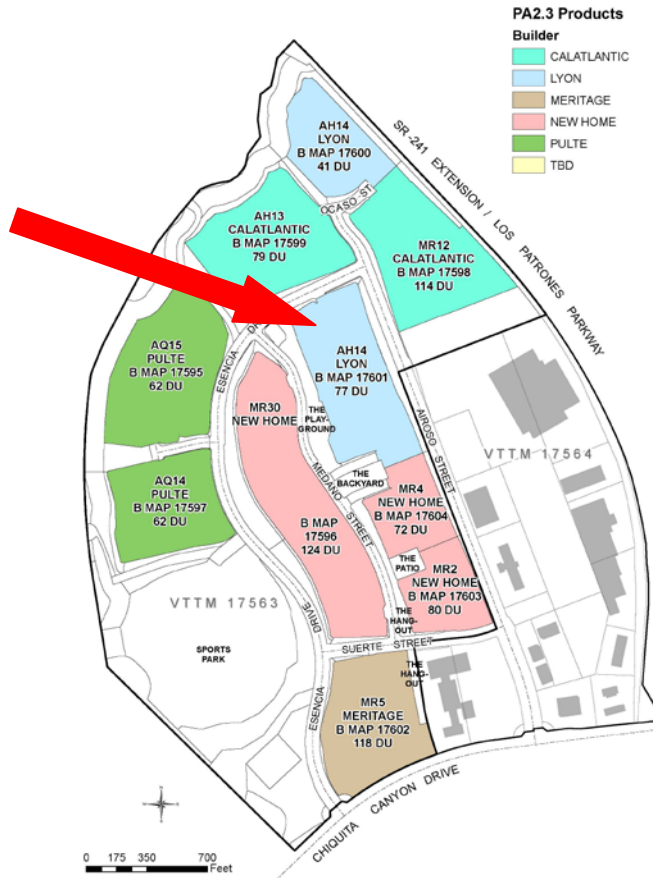 PA2.3 Products
Builder
CALATLANTIC
LYON
MERITAGE
NEW HOME
PULTE
TBD
SR-241 EXTENSION / LOS PATRONES PARKWAY
AH14
LYON
B MAP 17600
41 DU
OCASO ST
AH13
CALATLANTIC
B MAP 17599
79 DU
MR12
CALATLANTIC
B MAP 17598
114 DU
AQ15
PULTE
B MAP 17595
62 DU
ESENCIA
AH14
LYON
B MAP 17601
77 DU
MR30
NEW HOME
THE
PLAY-
GROUND
AIROSO STREET
VTTM 17564
AQ14
PULTE
B MAP 17597
62 DU
MEDANO STREET
THE
BACKYARD
MR4
NEW HOME
B MAP 17604
72 DU
B MAP
17596
124 DU
THE
PATIO
MR2
NEW HOME
B MAP 17603
80 DU
VTTM 17563
THE
HANG-
OUT
SPORTS
PARK
ESENCIA DRIVE
SUERTE STREET
THE
HANG-
OUT
MR5
MERITAGE
B MAP 17602
118 DU
CHIQUITA CANYON DRIVE
0 175 350 700
Feet